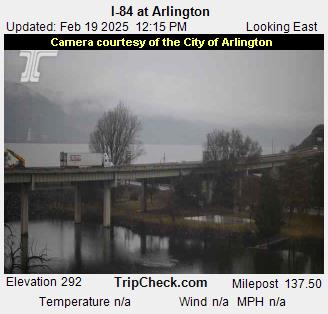 I-84 at Arlington
Updated: Feb 19 2025 12:15 PM Looking East
Camera courtesy of the City of Arlington
Elevation 292 TripCheck.com Milepost 137.50
Temperature n/a Wind n/a MPH n/a